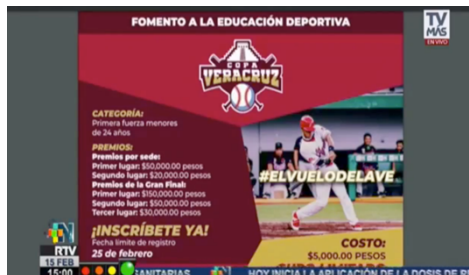 FOMENTO A LA EDUCACIÓN DEPORTIVA
TV
MÁS
EN VIVO
COPA
VERACRUZ
CATEGORÍA:
Primera fuerza menores
de 24 años
PREMIOS:
Premios por sede:
Primer lugar: $50,000.00 pesos
Segundo lugar: $20,000.00 pesos
Premios de la Gran Final:
Primer lugar: $150,000.00 pesos
Segundo lugar: $50,000.00 pesos
Tercer lugar: $30,000.00 pesos
#ELVUELODELAVE
¡INSCRÍBETE YA!
Fecha límite de registro
25 de febrero
COSTO:
$5,000.00 PESOS
RTV
15 FEB
15:00
SANITARIAS
HOY INICIA LA APLICACIÓN DE LA DOSIS DE